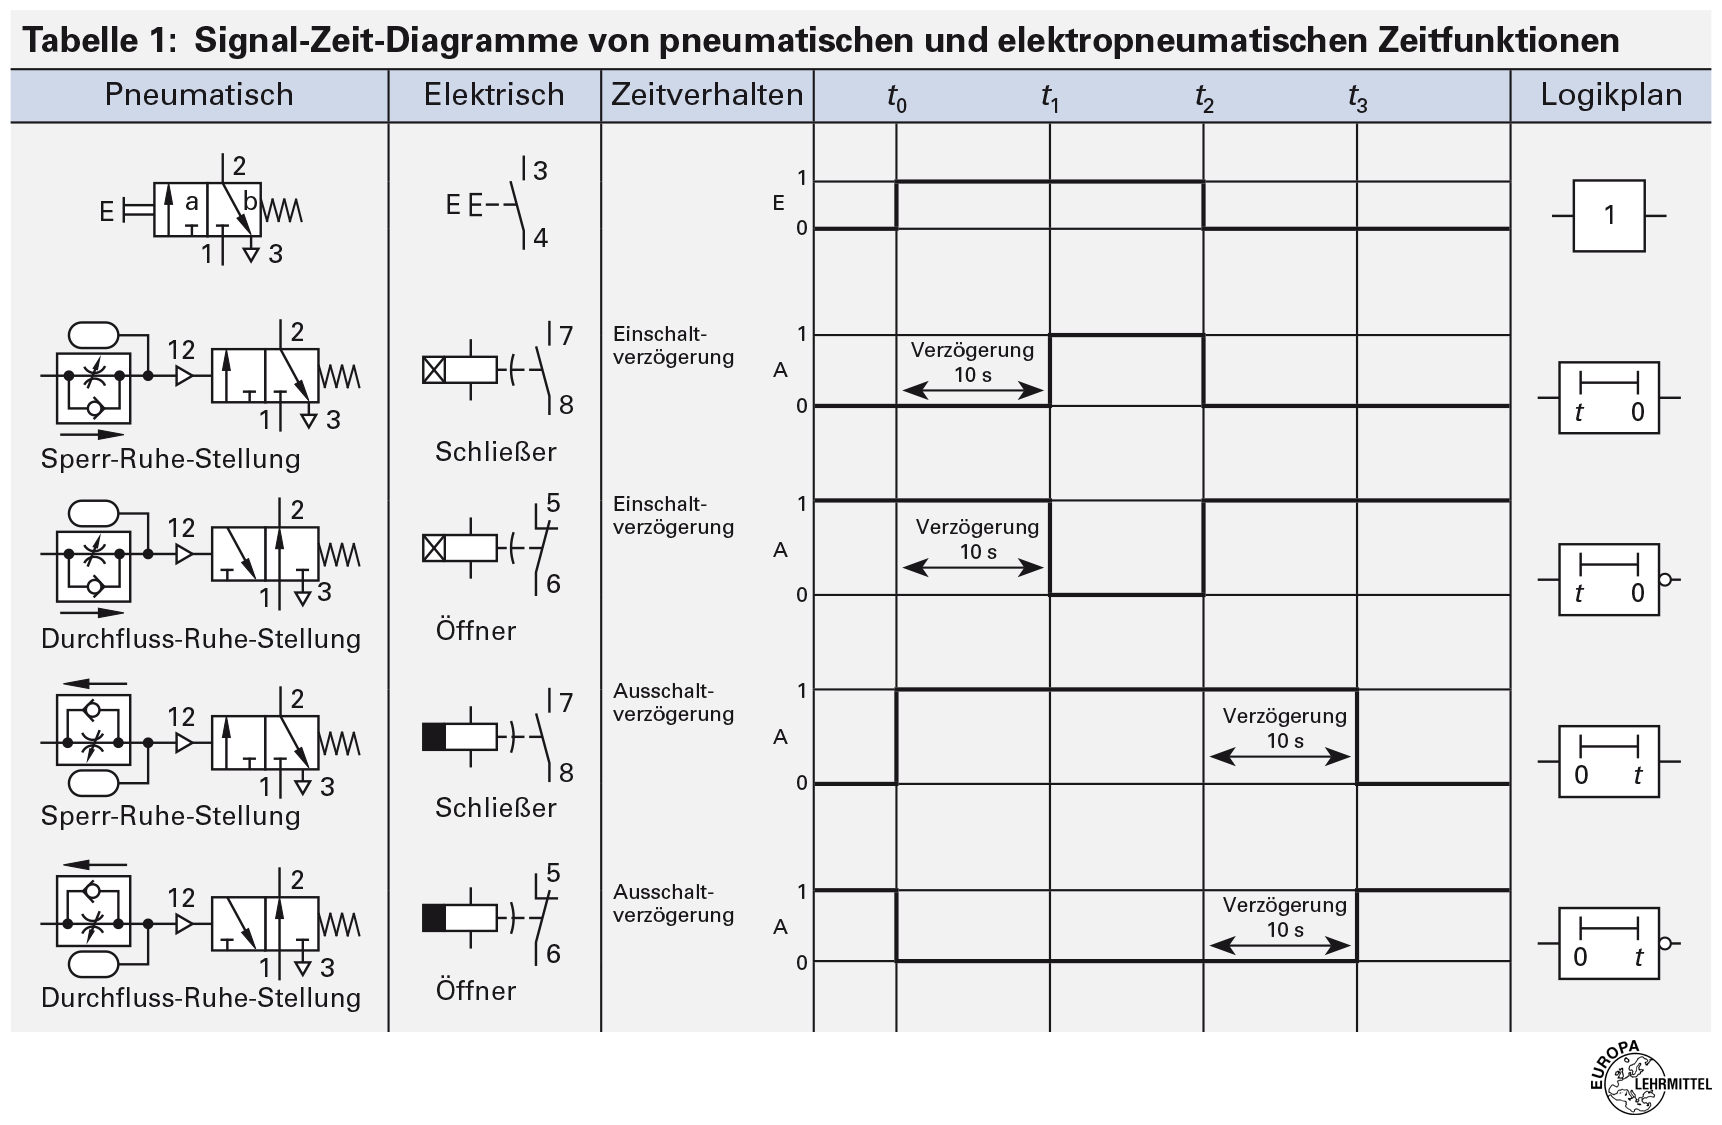 Tabelle 1: Signal-Zeit-Diagramme von pneumatischen und elektropneumatischen Zeitfunktionen
Pneumatisch Elektrisch Zeitverhalten t0 t1 t2 t3 Logikplan
2
E a b
1 3
3
E
4
E
1
0
1
12 2
1 3
Sperr-Ruhe-Stellung
7
8
Schließer
Einschalt-
verzögerung
A
1
0
Verzögerung
10 s
t 0
12 2
1 3
Durchfluss-Ruhe-Stellung
5
6
Öffner
Einschalt-
verzögerung
A
1
0
Verzögerung
10 s
t 0
12 2
1 3
Sperr-Ruhe-Stellung
7
8
Schließer
Ausschalt-
verzögerung
A
1
0
Verzögerung
10 s
0 t
12 2
1 3
Durchfluss-Ruhe-Stellung
5
6
Öffner
Ausschalt-
verzögerung
A
1
0
Verzögerung
10 s
0 t
EUROPA
LEHRMITTEL